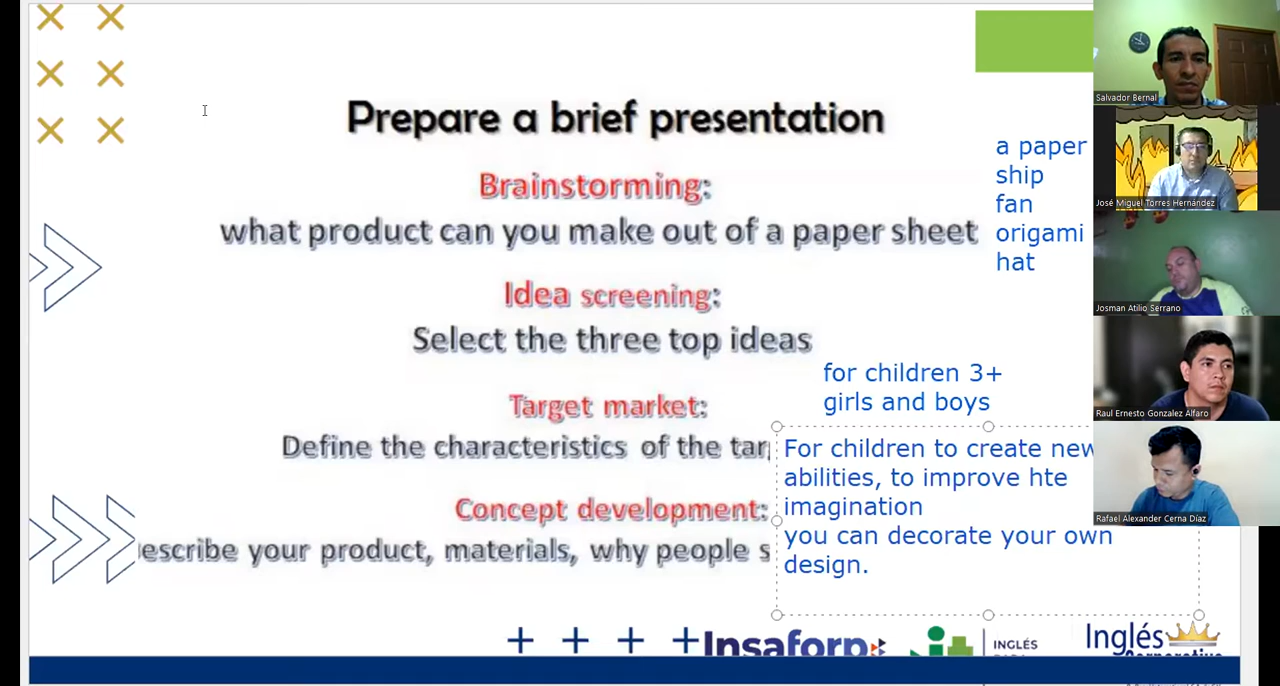 Prepare a brief presentation
Brainstorming:
what product can you make out of a paper sheet
a paper
ship
fan
origami
hat
Idea screening:
Select the three top ideas
Target market:
Define the characteristics of the
for children 3+
girls and boys
Concept development:
your product, materials, why people
For children to create new
abilities, to improve hte
imagination
you can decorate your own
design.
Insaforp
INGLÉS
Inglés
Corporativo
Salvador Bernal
José Miguel Torres Hernández
Josman Atilio Serrano
Raul Ernesto Gonzalez Alfaro
Rafael Alexander Cerna Díaz